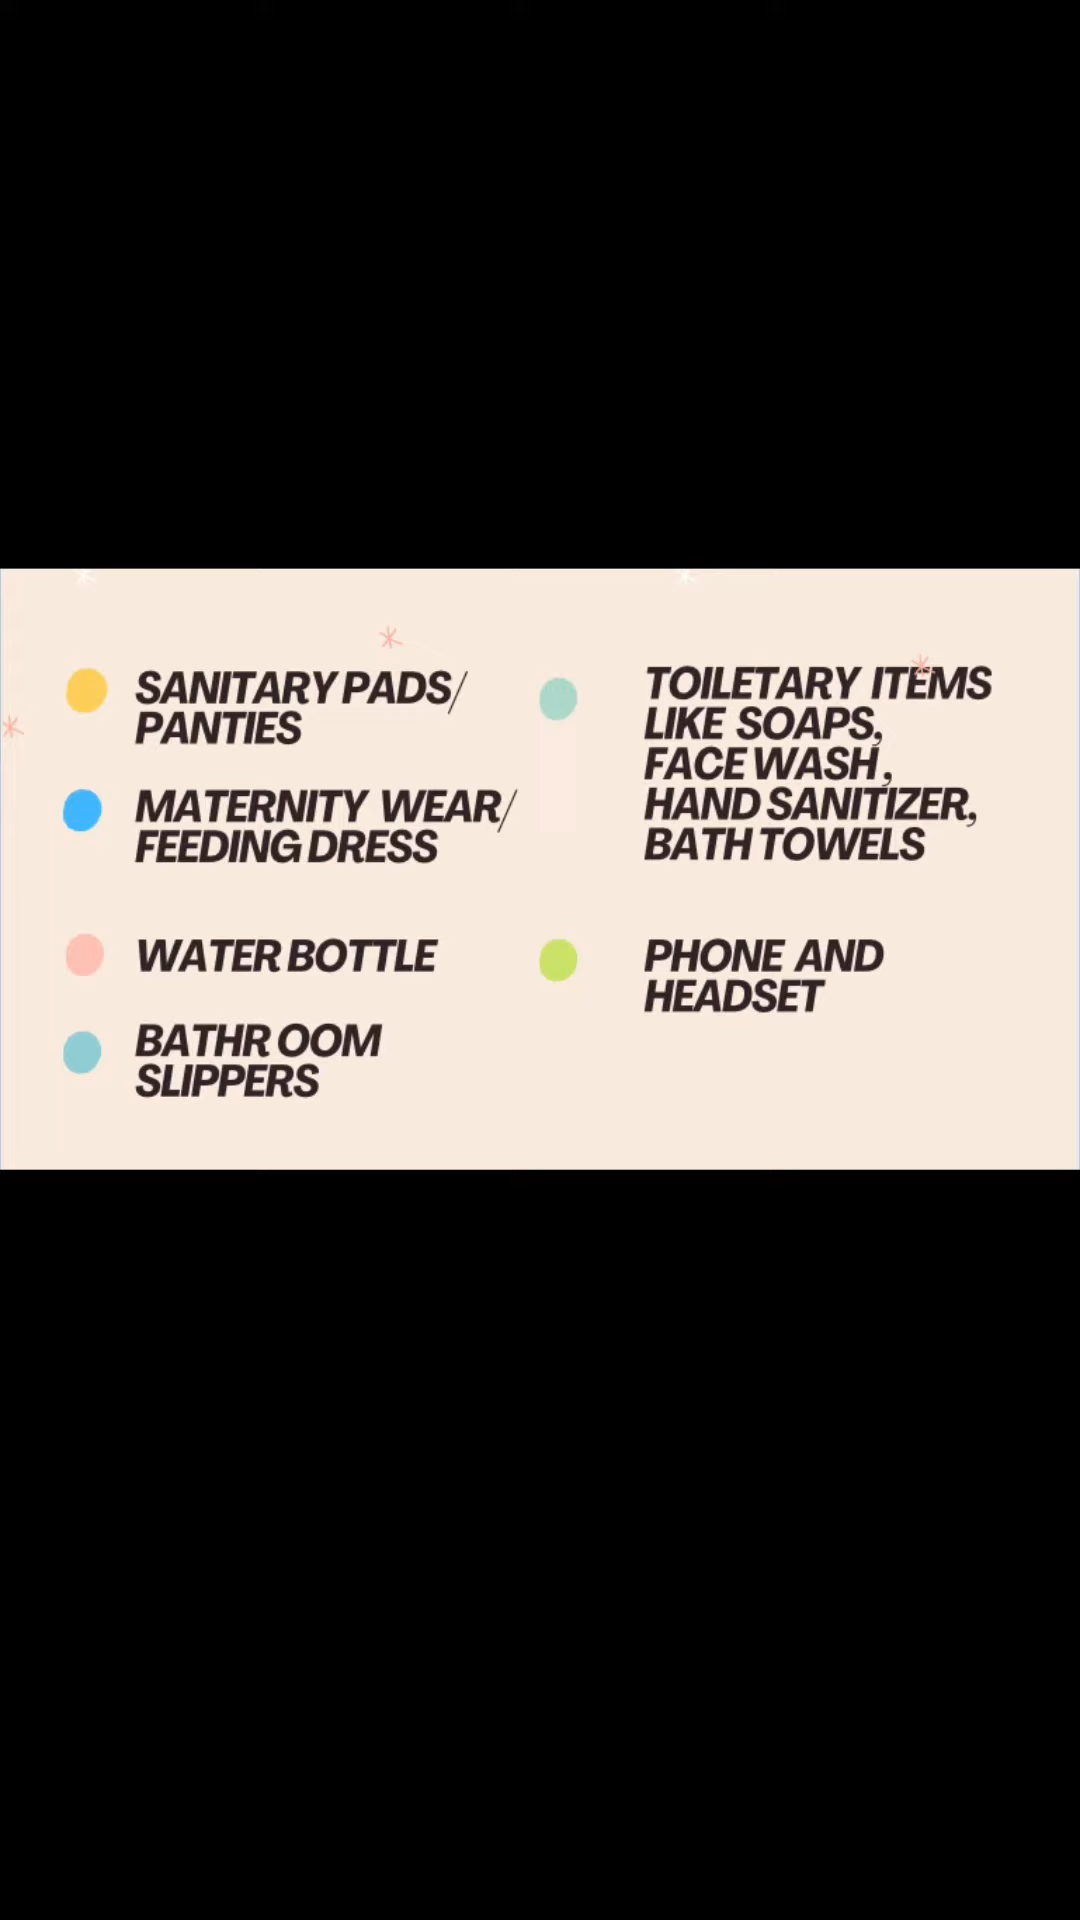 SANITARY PADS/
PANTIES
MATERNITY WEAR/
FEEDING DRESS
WATER BOTTLE
BATHR OOM
SLIPPERS
TOILETARY ITEMS
LIKE SOAPS,
FACE WASH ,
HAND SANITIZER,
BATH TOWELS
PHONE AND
HEADSET